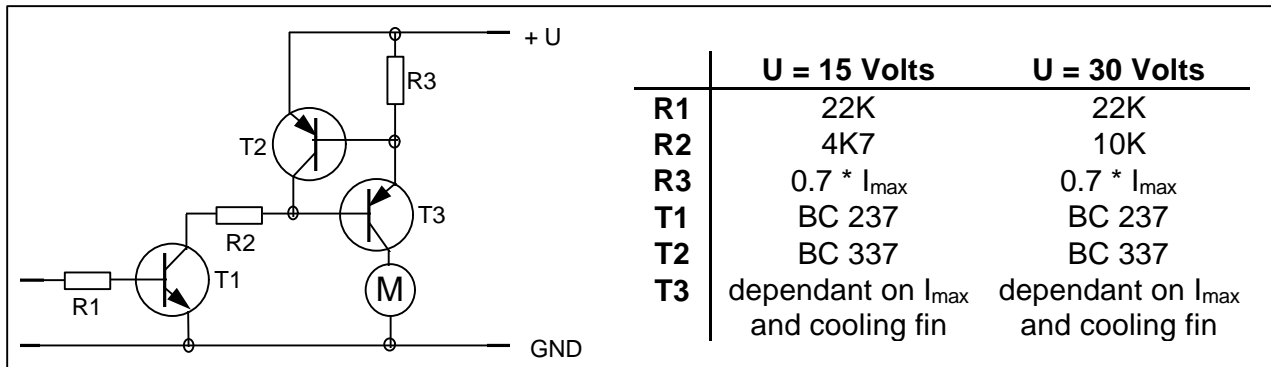 + U
R3
T2
T3
R2
T1
R1
M
GND
U = 15 Volts U = 30 Volts
R1 22K 22K
R2 4K7 10K
R3 0.7 * Imax 0.7 * Imax
T1 BC 237 BC 237
T2 BC 337 BC 337
T3 dependant on Imax dependant on Imax
and cooling fin and cooling fin